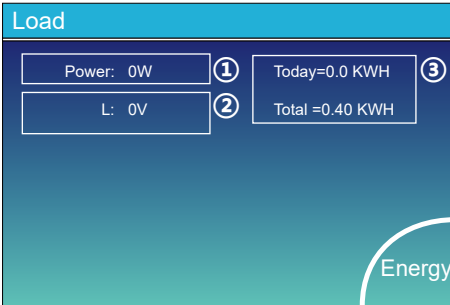 Load
Power: 0W ①
L: 0V ②
Today=0.0 KWH ③
Total =0.40 KWH
Energy